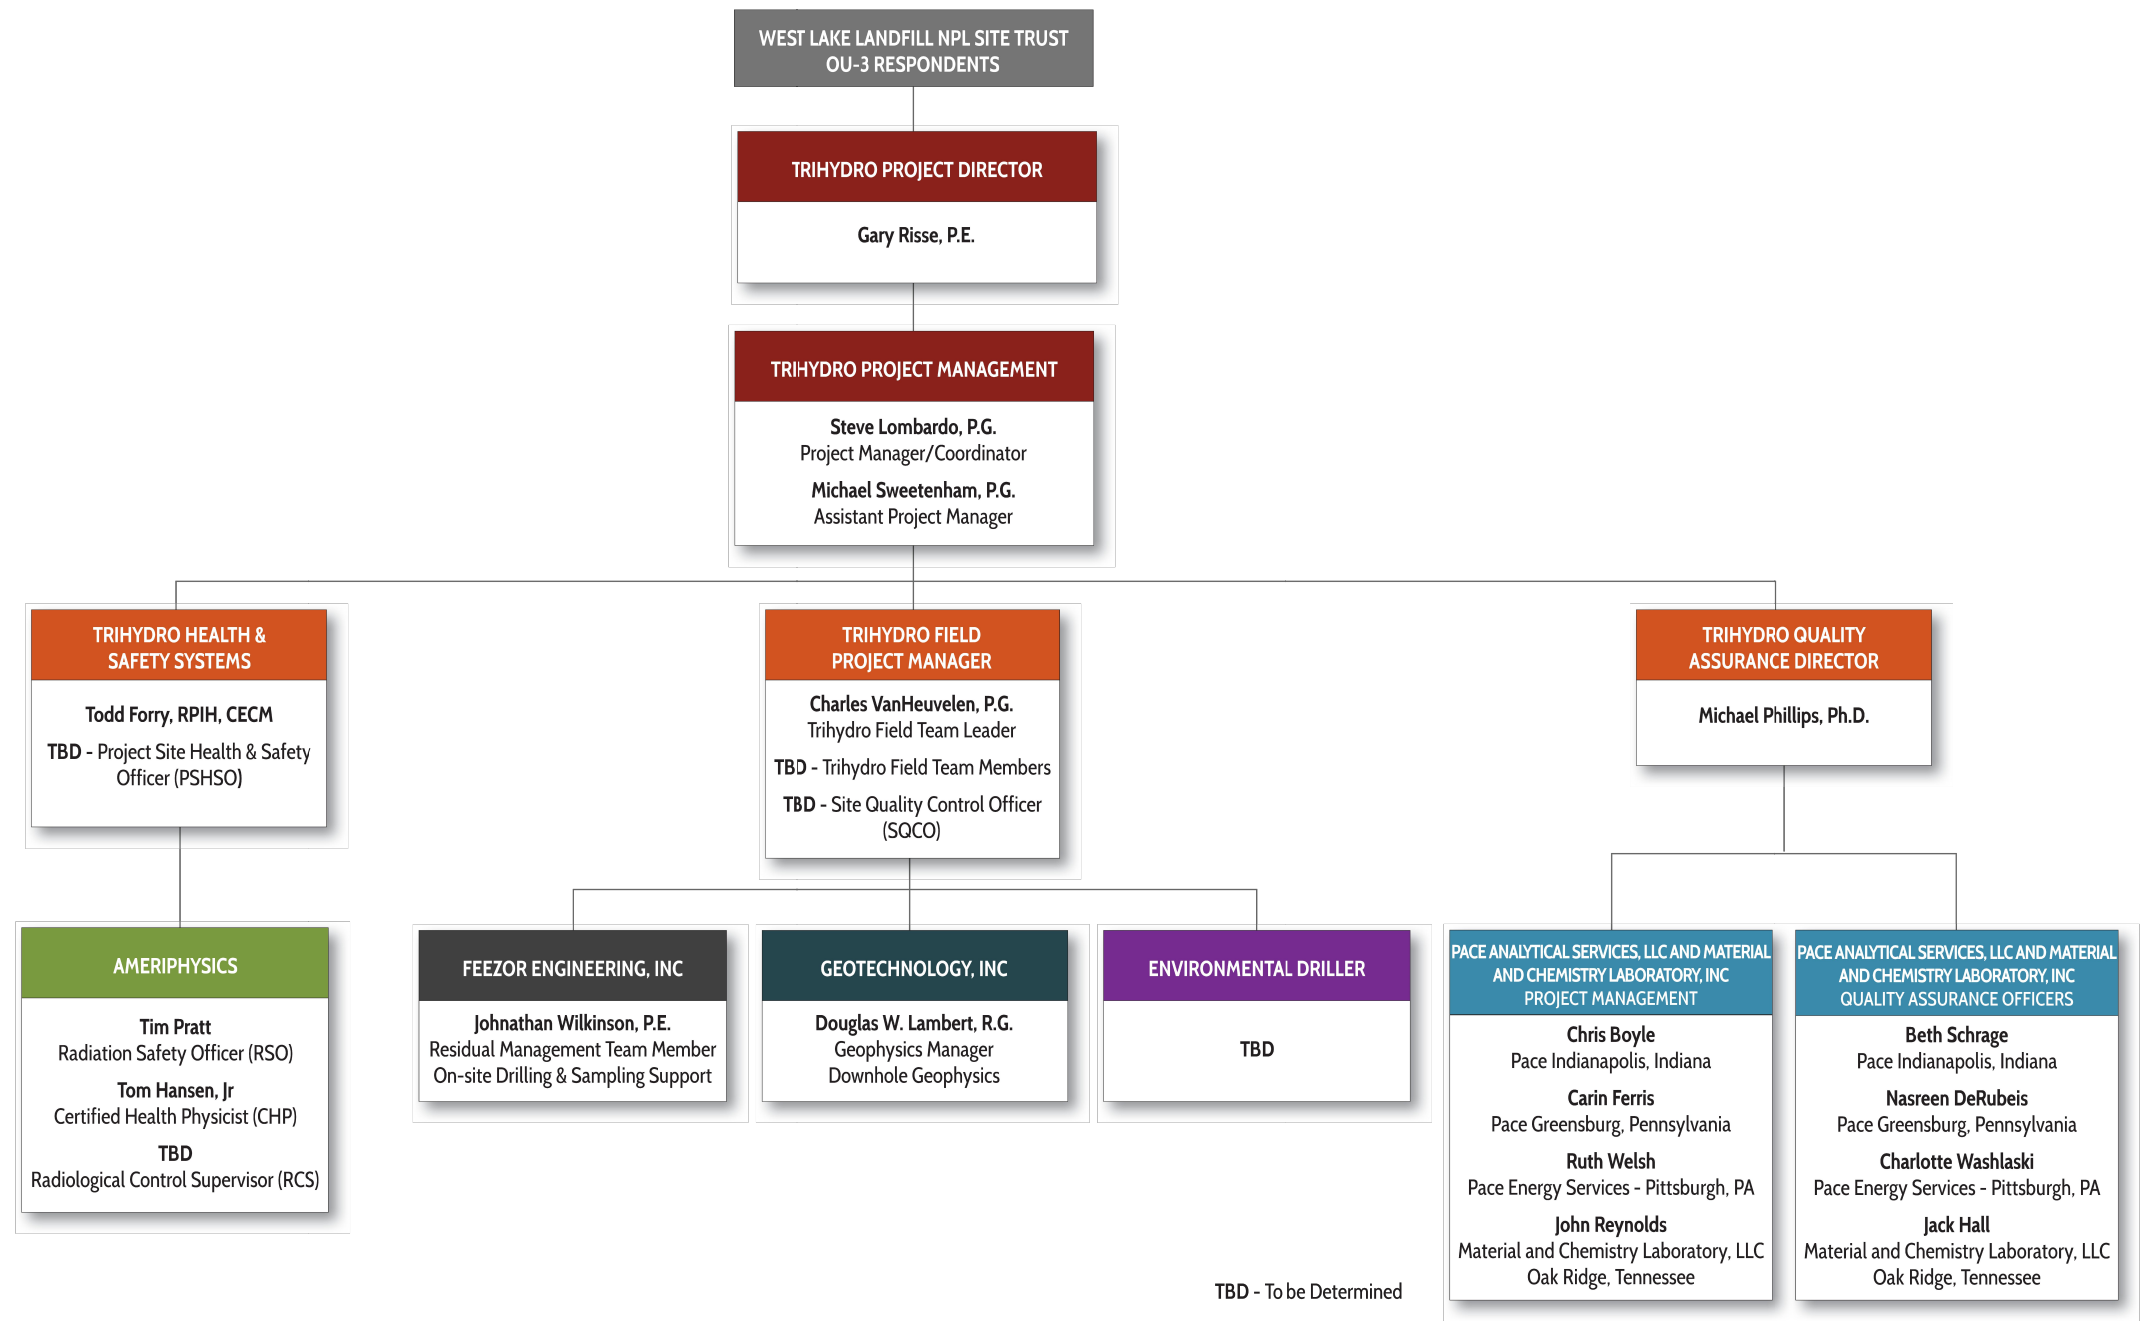 WEST LAKE LANDFILL NPL SITE TRUST
OU-3 RESPONDENTS
TRIHYDRO PROJECT DIRECTOR
Gary Risse, P.E.
TRIHYDRO PROJECT MANAGEMENT
Steve Lombardo, P.G.
Project Manager/Coordinator
Michael Sweetenham, P.G.
Assistant Project Manager
TRIHYDRO HEALTH &
SAFETY SYSTEMS
Todd Forry, RPIH, CECM
TBD - Project Site Health & Safety
Officer (PSHSO)
TRIHYDRO FIELD
PROJECT MANAGER
Charles VanHeuvelen, P.G.
Trihydro Field Team Leader
TBD - Trihydro Field Team Members
TBD - Site Quality Control Officer
(SQCO)
TRIHYDRO QUALITY
ASSURANCE DIRECTOR
Michael Phillips, Ph.D.
AMERIPHYSICS
Tim Pratt
Radiation Safety Officer (RSO)
Tom Hansen, Jr
Certified Health Physicist (CHP)
TBD
Radiological Control Supervisor (RCS)
FEEZOR ENGINEERING, INC
Johnathan Wilkinson, P.E.
Residual Management Team Member
On-site Drilling & Sampling Support
GEOTECHNOLOGY, INC
Douglas W. Lambert, R.G.
Geophysics Manager
Downhole Geophysics
ENVIRONMENTAL DRILLER
TBD
PACE ANALYTICAL SERVICES, LLC AND MATERIAL
AND CHEMISTRY LABORATORY, INC
PROJECT MANAGEMENT
Chris Boyle
Pace Indianapolis, Indiana
Carin Ferris
Pace Greensburg, Pennsylvania
Ruth Welsh
Pace Energy Services - Pittsburgh, PA
John Reynolds
Material and Chemistry Laboratory, LLC
Oak Ridge, Tennessee
PACE ANALYTICAL SERVICES, LLC AND MATERIAL
AND CHEMISTRY LABORATORY, INC
QUALITY ASSURANCE OFFICERS
Beth Schrage
Pace Indianapolis, Indiana
Nasreen DeRubeis
Pace Greensburg, Pennsylvania
Charlotte Washlaski
Pace Energy Services - Pittsburgh, PA
Jack Hall
Material and Chemistry Laboratory, LLC
Oak Ridge, Tennessee
TBD - To be Determined